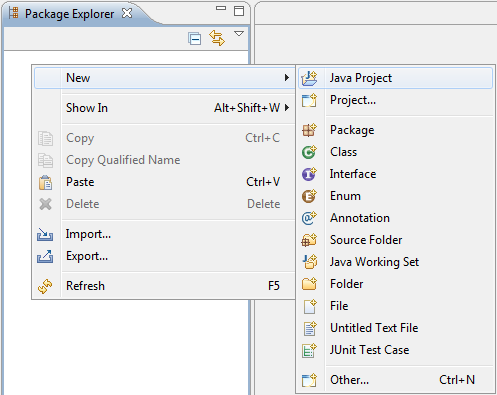 Package Explorer
New
Show In Alt+Shift+W
Copy Ctrl+C
Copy Qualified Name
Paste Ctrl+V
Delete Delete
Import...
Export...
Refresh F5
Java Project
Project...
Package
Class
Interface
Enum
Annotation
Source Folder
Java Working Set
Folder
File
Untitled Text File
JUnit Test Case
Other... Ctrl+N